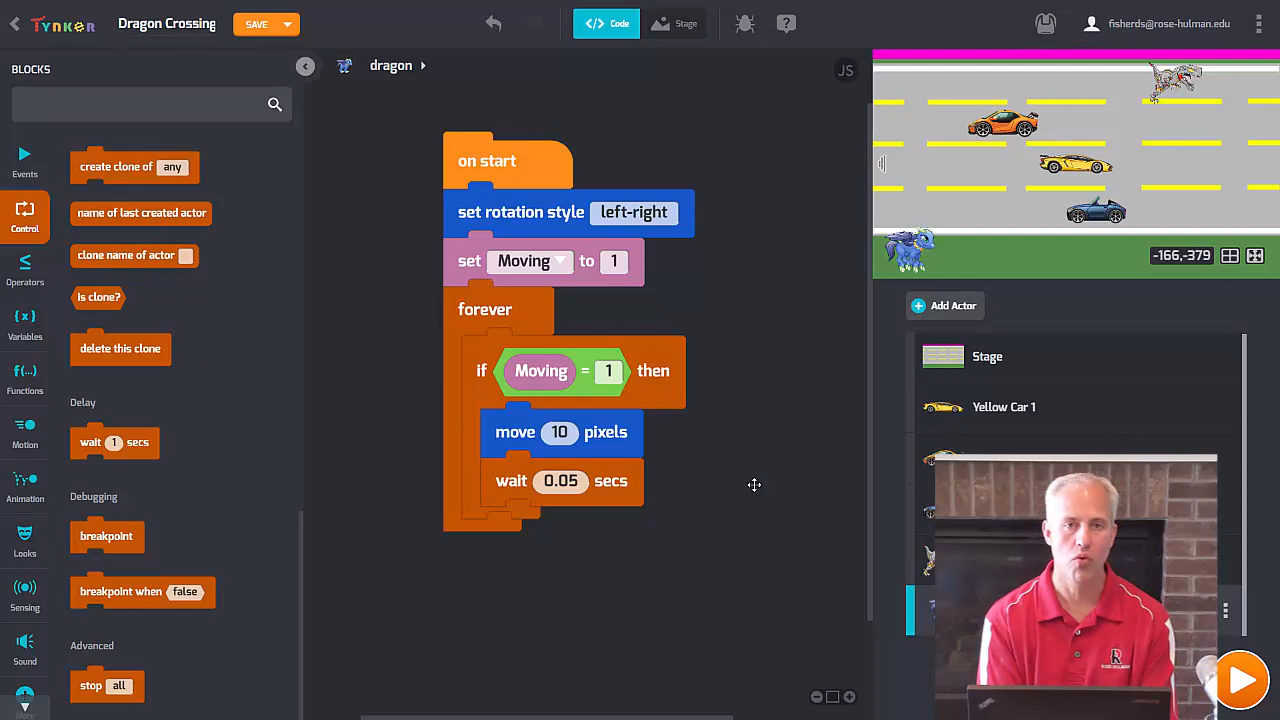 TYNKER
Dragon Crossing
SAVE
</> Code
Stage
fisherds@rose-hulman.edu
BLOCKS
dragon
JS
Events
Control
Operators
{x}
Variables
f(...)
Functions
Motion
Animation
Looks
Sensing
Sound
More
create clone of any
name of last created actor
clone name of actor
is clone?
delete this clone
Delay
wait 1 secs
Debugging
breakpoint
breakpoint when false
Advanced
stop all
on start
set rotation style left-right
set Moving to 1
forever
if Moving = 1 then
move 10 pixels
wait 0.05 secs
-166,-379
Add Actor
Stage
Yellow Car 1